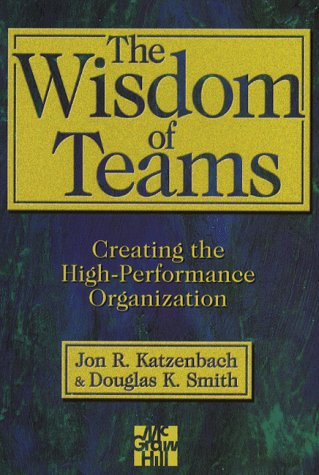 The
Wisdom
of
Teams
Creating the
High-Performance
Organization
Jon R. Katzenbach
& Douglas K. Smith
Mc
Graw
Hill